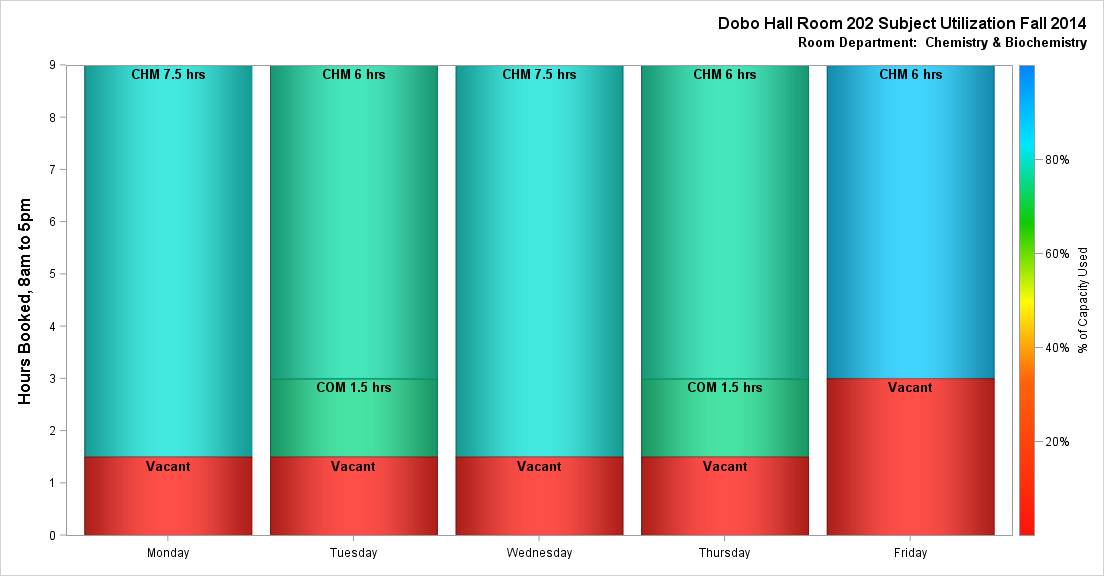 Dobo Hall Room 202 Subject Utilization Fall 2014
Room Department:  Chemistry & Biochemistry
Hours Booked, 8am to 5pm
9
8
7
6
5
4
3
2
1
0
CHM 7.5 hrs
Vacant
CHM 6 hrs
COM 1.5 hrs
Vacant
CHM 7.5 hrs
Vacant
CHM 6 hrs
COM 1.5 hrs
Vacant
CHM 6 hrs
Vacant
Monday
Tuesday
Wednesday
Thursday
Friday
80%
60%
40%
20%
% of Capacity Used